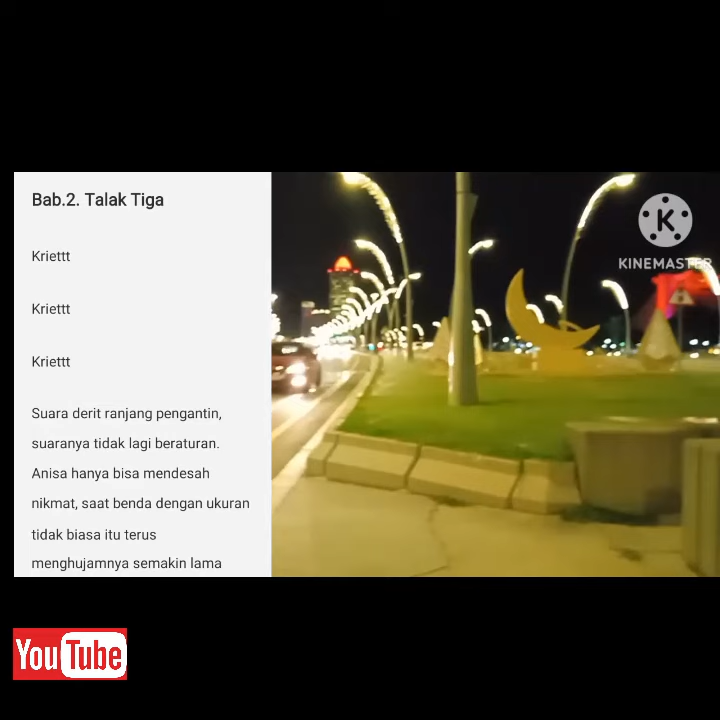 Bab.2. Talak Tiga
Kriettt
Kriettt
Kriettt
Suara derit ranjang pengantin,
suaranya tidak lagi beraturan.
Anisa hanya bisa mendesah
nikmat, saat benda dengan ukuran
tidak biasa itu terus
menghujamnya semakin lama
K
KINEMASTER
YouTube